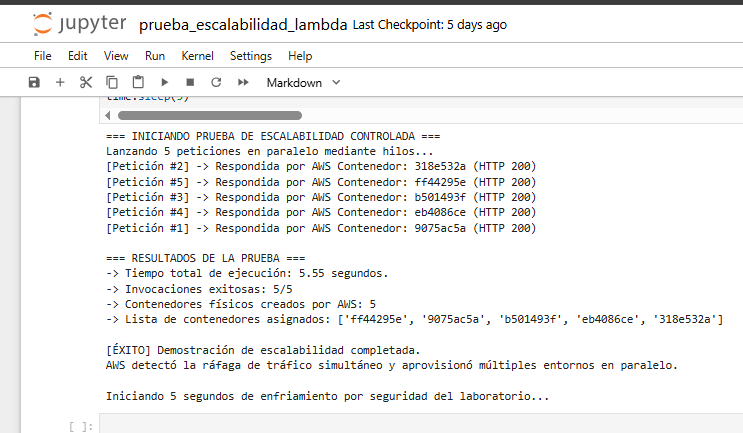 jupyter prueba_escalabilidad_lambda Last Checkpoint: 5 days ago
File Edit View Run Kernel Settings Help
Markdown
time.sleep(5)
=== INICIANDO PRUEBA DE ESCALABILIDAD CONTROLADA ===
Lanzando 5 peticiones en paralelo mediante hilos...
[Petición #2] -> Respondida por AWS Contenedor: 318e532a (HTTP 200)
[Petición #5] -> Respondida por AWS Contenedor: ff44295e (HTTP 200)
[Petición #3] -> Respondida por AWS Contenedor: b501493f (HTTP 200)
[Petición #4] -> Respondida por AWS Contenedor: eb4086ce (HTTP 200)
[Petición #1] -> Respondida por AWS Contenedor: 9075ac5a (HTTP 200)
=== RESULTADOS DE LA PRUEBA ===
-> Tiempo total de ejecución: 5.55 segundos.
-> Invocaciones exitosas: 5/5
-> Contenedores físicos creados por AWS: 5
-> Lista de contenedores asignados: ['ff44295e', '9075ac5a', 'b501493f', 'eb4086ce', '318e532a']
[ÉXITO] Demostración de escalabilidad completada.
AWS detectó la ráfaga de tráfico simultáneo y aprovisionó múltiples entornos en paralelo.
Iniciando 5 segundos de enfriamiento por seguridad del laboratorio...
[ ]: